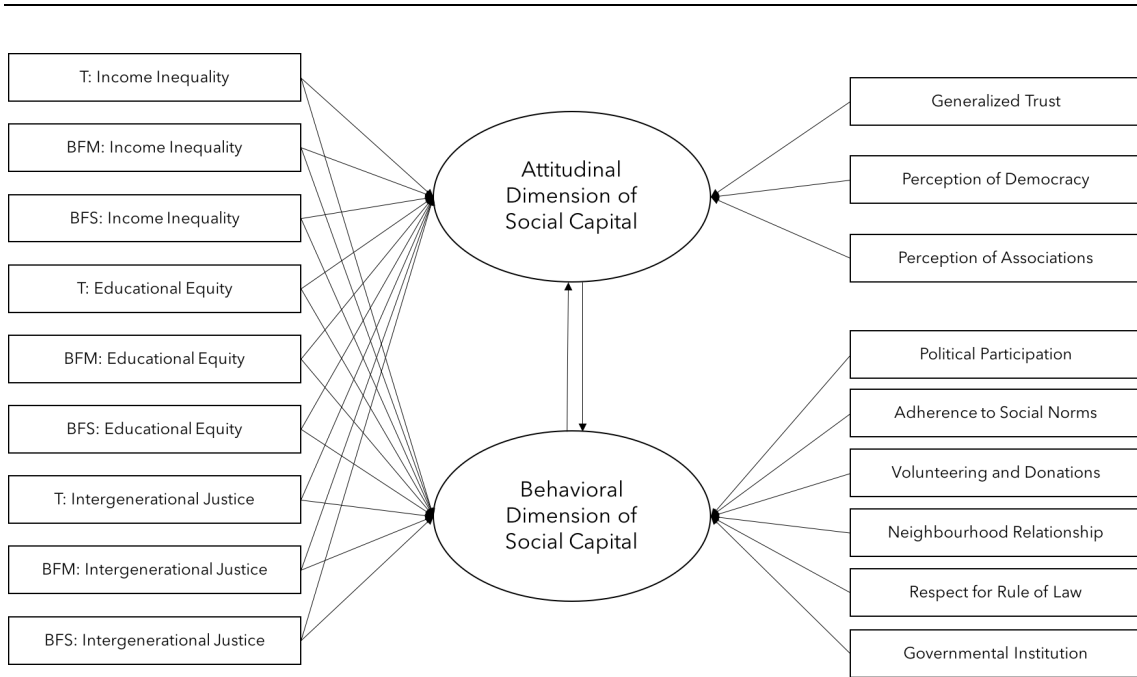 T: Income Inequality
BFM: Income Inequality
BFS: Income Inequality
T: Educational Equity
BFM: Educational Equity
BFS: Educational Equity
T: Intergenerational Justice
BFM: Intergenerational Justice
BFS: Intergenerational Justice
Attitudinal
Dimension of
Social Capital
Behavioral
Dimension of
Social Capital
Generalized Trust
Perception of Democracy
Perception of Associations
Political Participation
Adherence to Social Norms
Volunteering and Donations
Neighbourhood Relationship
Respect for Rule of Law
Governmental Institution